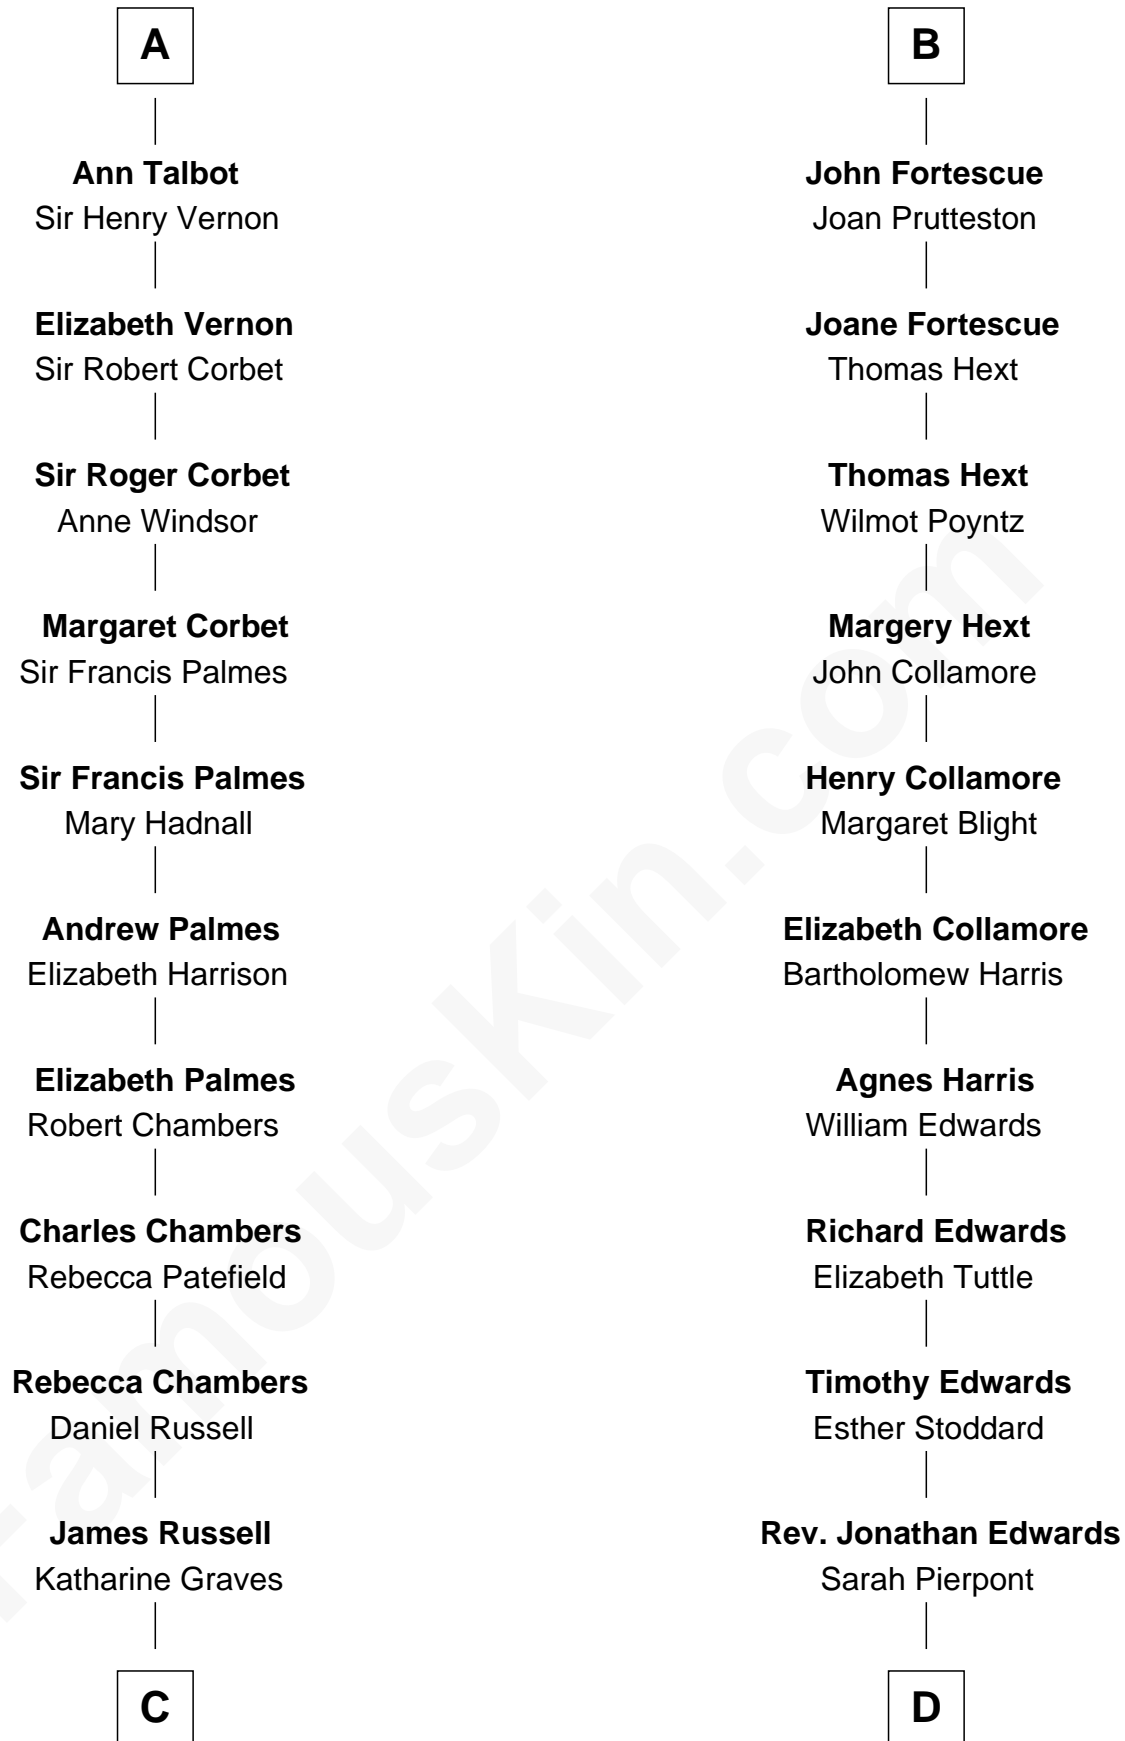 A
Ann Talbot
Sir Henry Vernon
Elizabeth Vernon
Sir Robert Corbet
Sir Roger Corbet
Anne Windsor
Margaret Corbet
Sir Francis Palmes
Sir Francis Palmes
Mary Hadnall
Andrew Palmes
Elizabeth Harrison
Elizabeth Palmes
Robert Chambers
Charles Chambers
Rebecca Patefield
Rebecca Chambers
Daniel Russell
James Russell
Katharine Graves
C
B
John Fortescue
Joan Prutteston
Joane Fortescue
Thomas Hext
Thomas Hext
Wilmot Poyntz
Margery Hext
John Collamore
Henry Collamore
Margaret Blight
Elizabeth Collamore
Bartholomew Harris
Agnes Harris
William Edwards
Richard Edwards
Elizabeth Tuttle
Timothy Edwards
Esther Stoddard
Rev. Jonathan Edwards
Sarah Pierpont
D
FamousKin.com